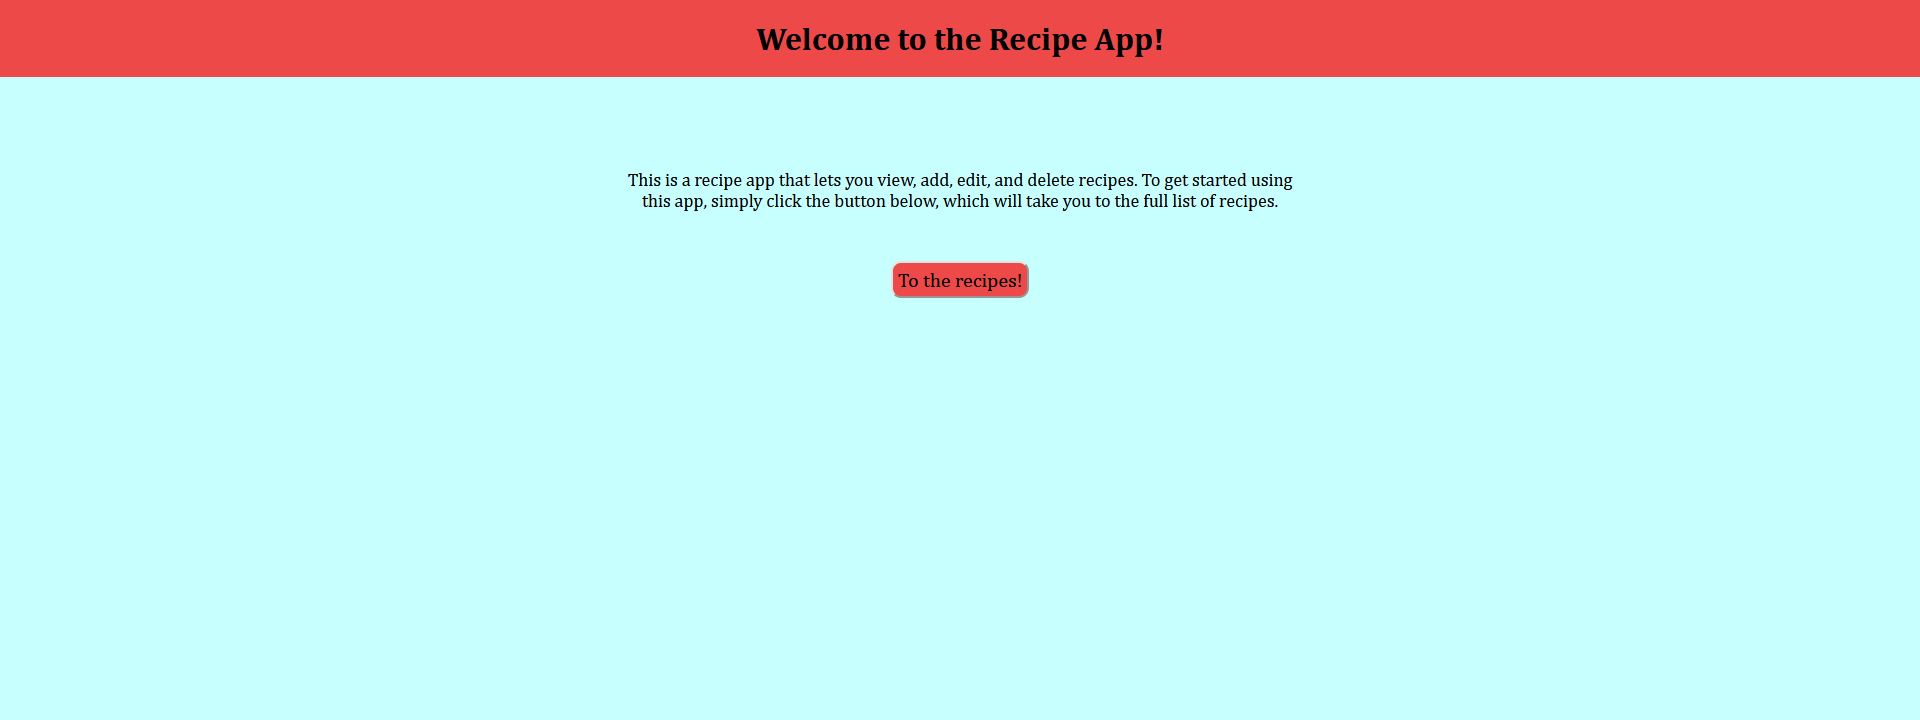 Welcome to the Recipe App!
This is a recipe app that lets you view, add, edit, and delete recipes. To get started using
this app, simply click the button below, which will take you to the full list of recipes.
To the recipes!